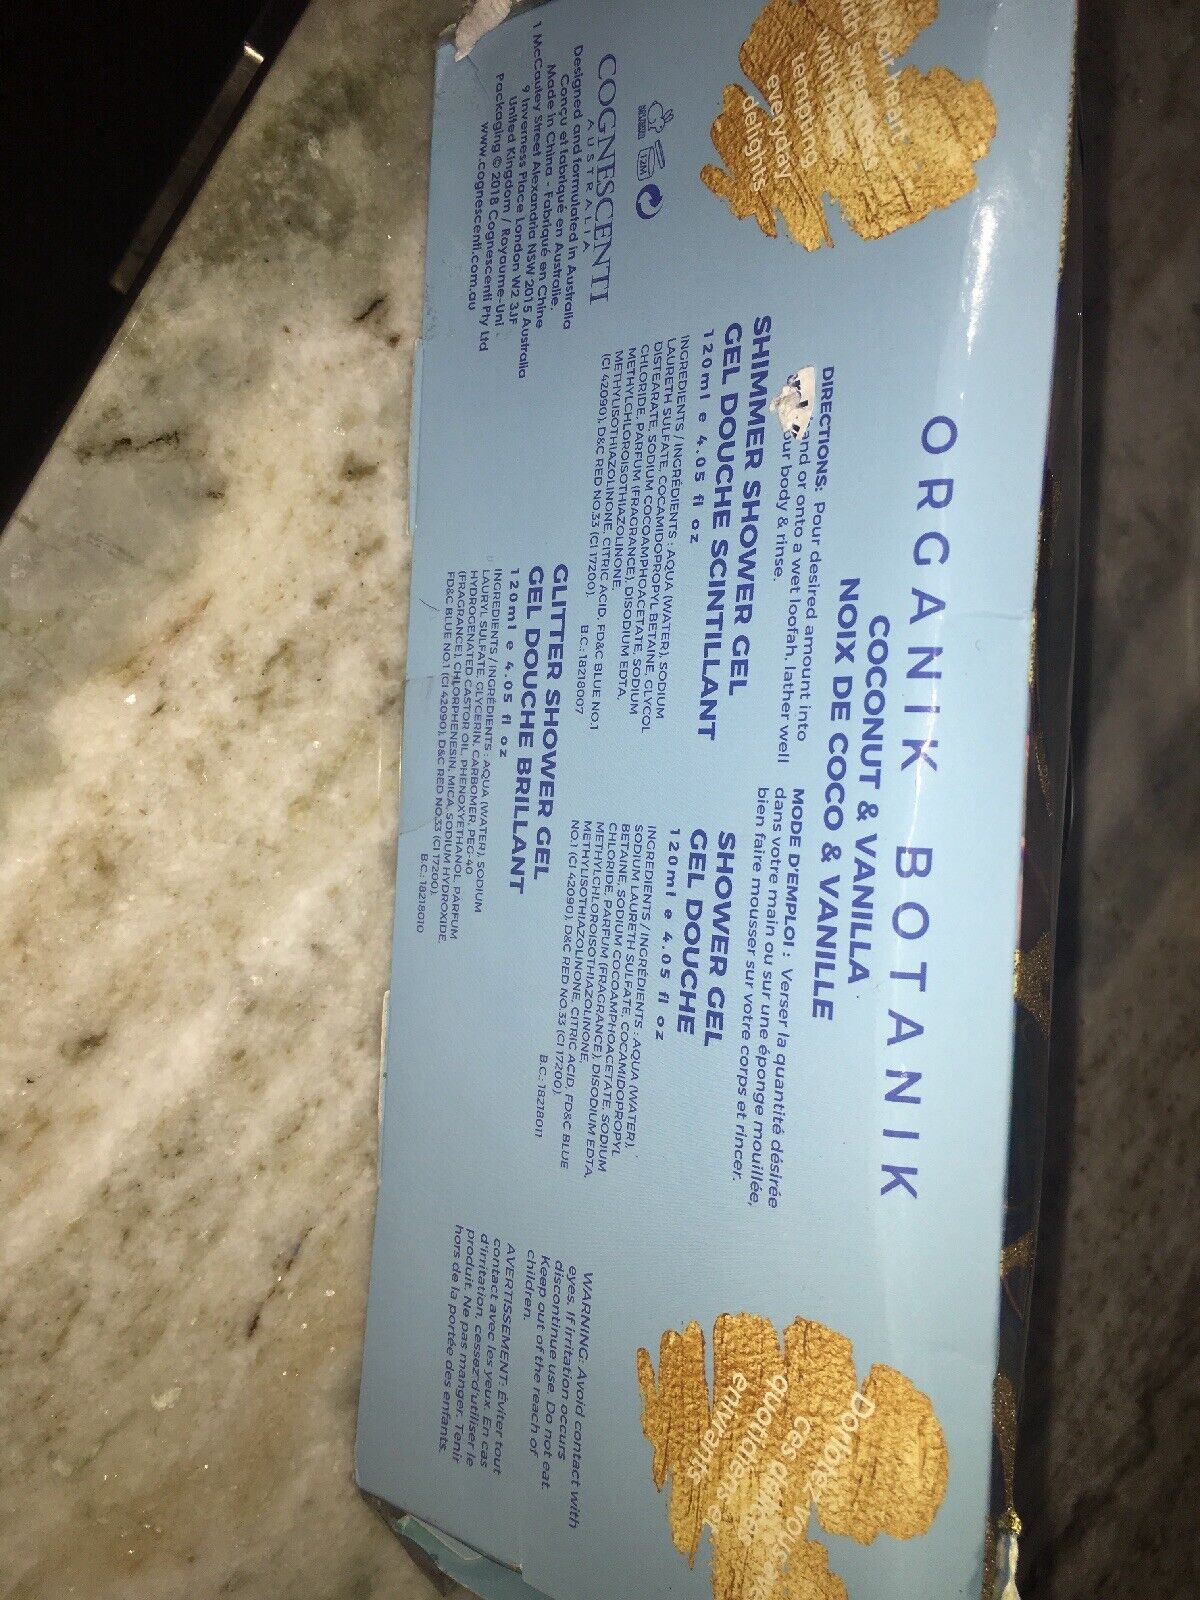 ORGANIK BOTANIK
COCONUT & VANILLA
NOIX DE COCO & VANILLE
DIRECTIONS: Pour desired amount into
and or onto a wet loofah, lather well
our body & rinse.
MODE D'EMPLOI : Verser la quantité désirée
dans votre main ou sur une éponge mouillée,
bien faire mousser sur votre corps et rincer.
SHIMMER SHOWER GEL
GEL DOUCHE SCINTILLANT
120ml e 4.05 fl oz
INGREDIENTS / INGRÉDIENTS : AQUA (WATER), SODIUM
LAURETH SULFATE, COCAMIDOPROPYL BETAINE, GLYCOL
DISTEARATE, SODIUM COCOAMPHOACETATE, SODIUM
CHLORIDE, PARFUM (FRAGRANCE), DISODIUM EDTA,
METHYLCHLOROISOTHIAZOLINONE,
METHYLISOTHIAZOLINONE, CITRIC ACID, FD&C BLUE NO.1
(CI 42090), D&C RED NO.33 (CI 17200).
B.C.: 18218007
SHOWER GEL
GEL DOUCHE
120ml e 4.05 fl oz
INGREDIENTS / INGRÉDIENTS : AQUA (WATER),
SODIUM LAURETH SULFATE, COCAMIDOPROPYL
BETAINE, SODIUM COCOAMPHOACETATE, SODIUM
CHLORIDE, PARFUM (FRAGRANCE), DISODIUM EDTA,
METHYLCHLOROISOTHIAZOLINONE,
METHYLISOTHIAZOLINONE, CITRIC ACID, FD&C BLUE
NO.1 (CI 42090), D&C RED NO.33 (CI 17200).
B.C.: 18218011
GLITTER SHOWER GEL
GEL DOUCHE BRILLANT
120ml e 4.05 fl oz
INGREDIENTS / INGRÉDIENTS : AQUA (WATER), SODIUM
LAURYL SULFATE, GLYCERIN, CARBOMER, PEG-40
HYDROGENATED CASTOR OIL, PHENOXYETHANOL, PARFUM
(FRAGRANCE), CHLORPHENESIN, MICA, SODIUM HYDROXIDE,
FD&C BLUE NO.1 (CI 42090), D&C RED NO.33 (CI 17200).
B.C.: 18218010
your heart
with sweetness
with
tempting
everyday
delights
12M
COGNESCENTI
AUSTRALIA
Designed and formulated in Australia
Conçu et fabriqué en Australie.
Made in China - Fabriqué en Chine
1 McCauley Street Alexandria NSW 2015 Australia
9 Inverness Place London W2 3JF
United Kingdom / Royaume-Uni
Packaging © 2018 Cognescenti Pty Ltd
www.cognescenti.com.au
WARNING: Avoid contact with
eyes. If irritation occurs
discontinue use. Do not eat.
Keep out of the reach of
children.
AVERTISSEMENT: Éviter tout
contact avec les yeux. En cas
d'irritation, cessez d'utiliser le
produit. Ne pas manger. Tenir
hors de la portée des enfants.
vous
ces
quotidiens et
enivrants